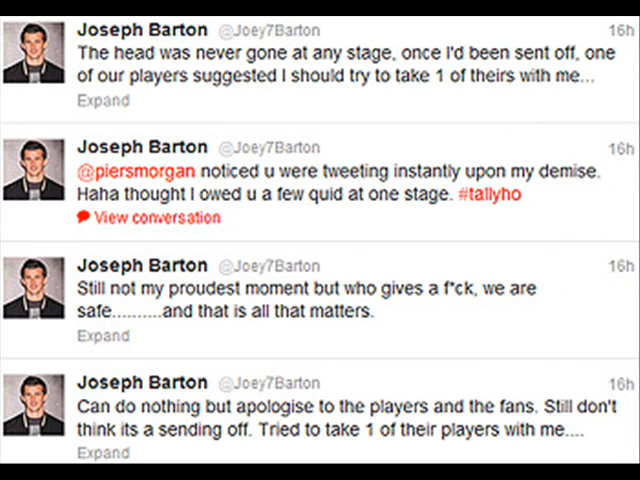 Joseph Barton @Joey7Barton 16h
The head was never gone at any stage, once I'd been sent off, one
of our players suggested I should try to take 1 of theirs with me...
Expand
Joseph Barton @Joey7Barton 16h
@piersmorgan noticed u were tweeting instantly upon my demise.
Haha thought I owed u a few quid at one stage. #tallyho
View conversation
Joseph Barton @Joey7Barton 16h
Still not my proudest moment but who gives a f*ck, we are
safe..........and that is all that matters.
Expand
Joseph Barton @Joey7Barton 16h
Can do nothing but apologise to the players and the fans. Still don't
think its a sending off. Tried to take 1 of their players with me....
Expand